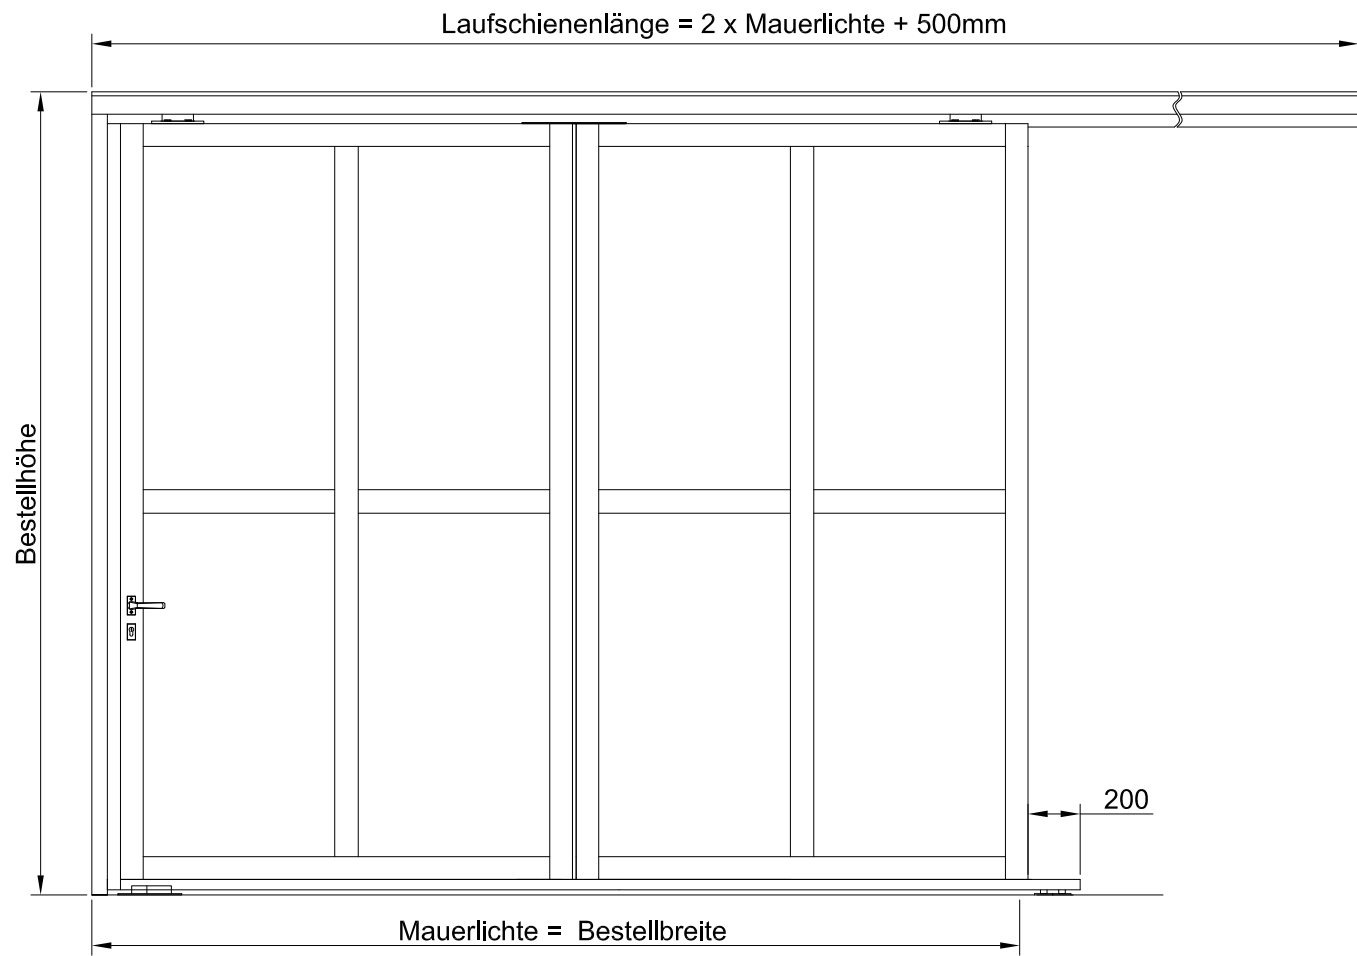 Laufschienenlänge = 2 x Mauerlichte + 500mm
Bestellhöhe
200
Mauerlichte = Bestellbreite